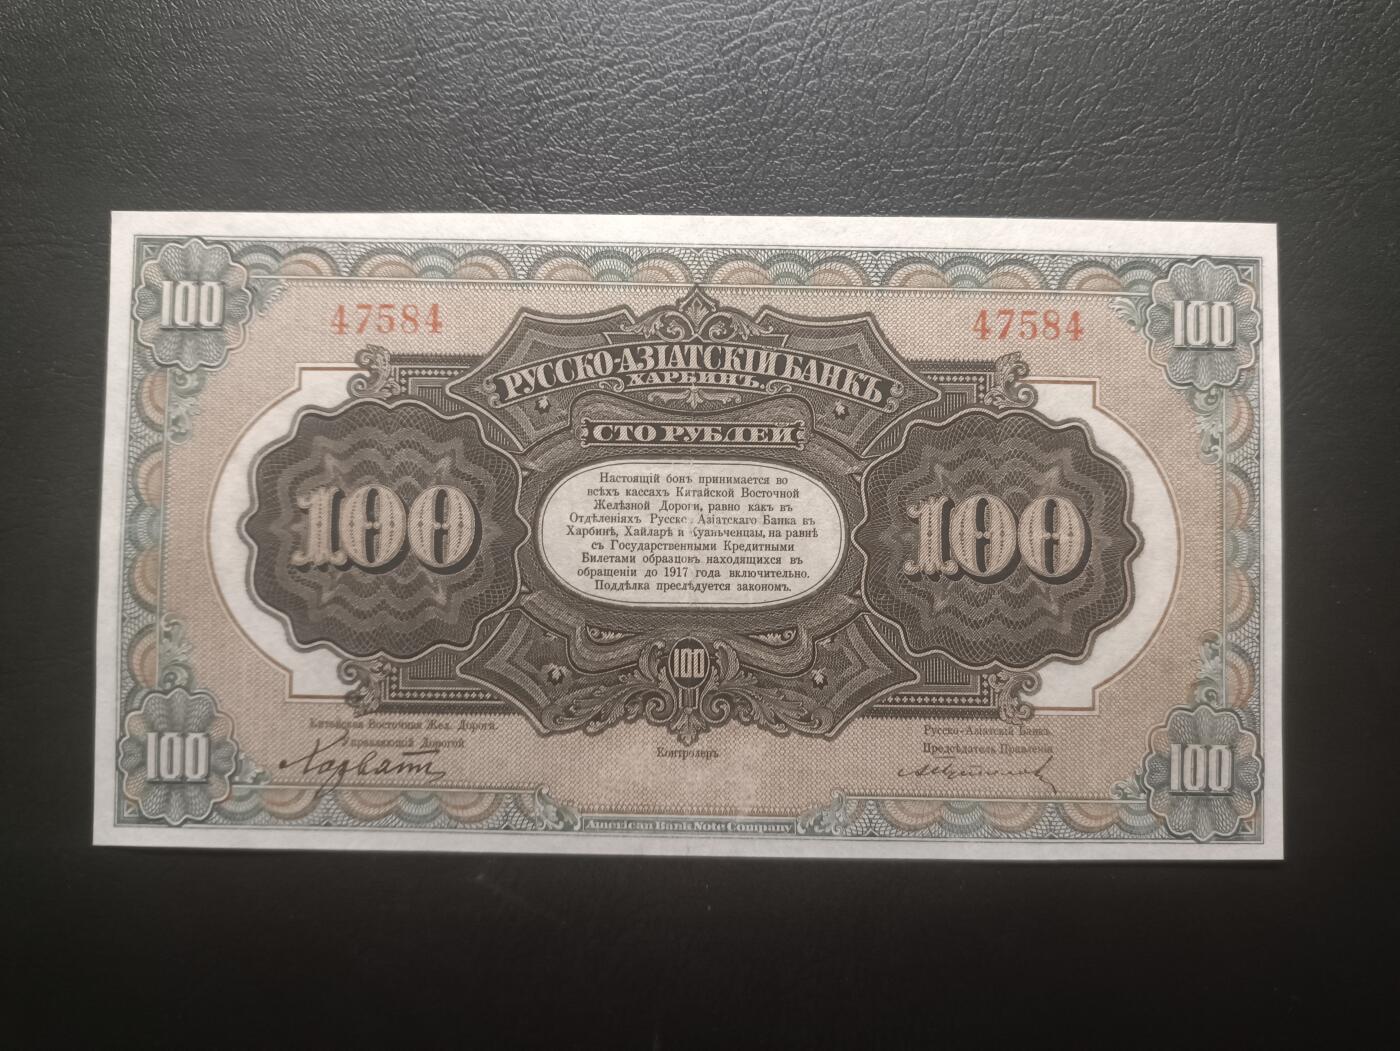 100
100
47584
47584
РУССКО-АЗІАТСКІЙ БАНКЪ
ХАРБИНЪ.
СТО РУБЛЕЙ
100
100
Настоящій бонъ принимается во
всѣхъ кассахъ Китайской Восточной
Желѣзной Дороги, равно какъ въ
Отдѣленіяхъ Русско-Азіатскаго Банка въ
Харбинѣ, Хайларѣ и Куаньченцзы, на равнѣ
съ Государственными Кредитными
Билетами образцовъ находящихся въ
обращеніи до 1917 года включительно.
Поддѣлка преслѣдуется закономъ.
100
Китайская Восточная Жел. Дорога.
Управляющій Дорогой
Хорватъ
Контролеръ
Русско-Азіатскій Банкъ.
Предсѣдатель Правленія
100
100
American Bank Note Company